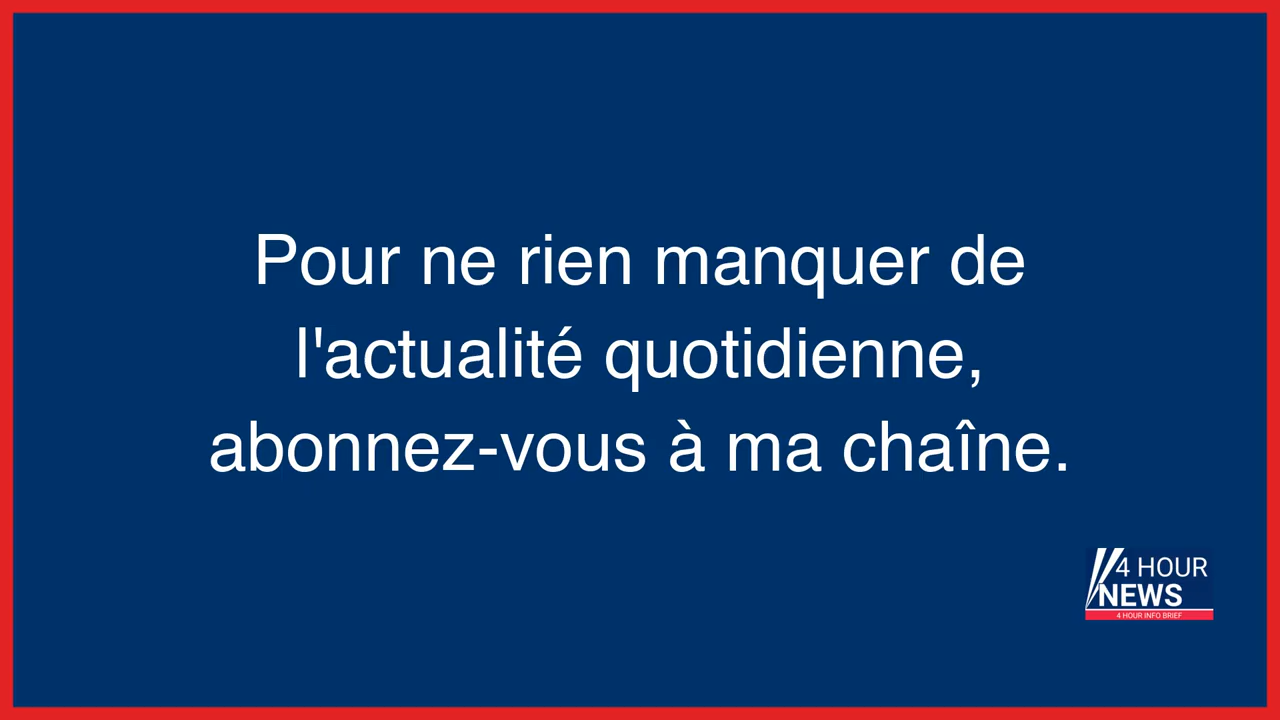 Pour ne rien manquer de
l'actualité quotidienne,
abonnez-vous à ma chaîne.
4 HOUR
NEWS
4 HOUR INFO BRIEF